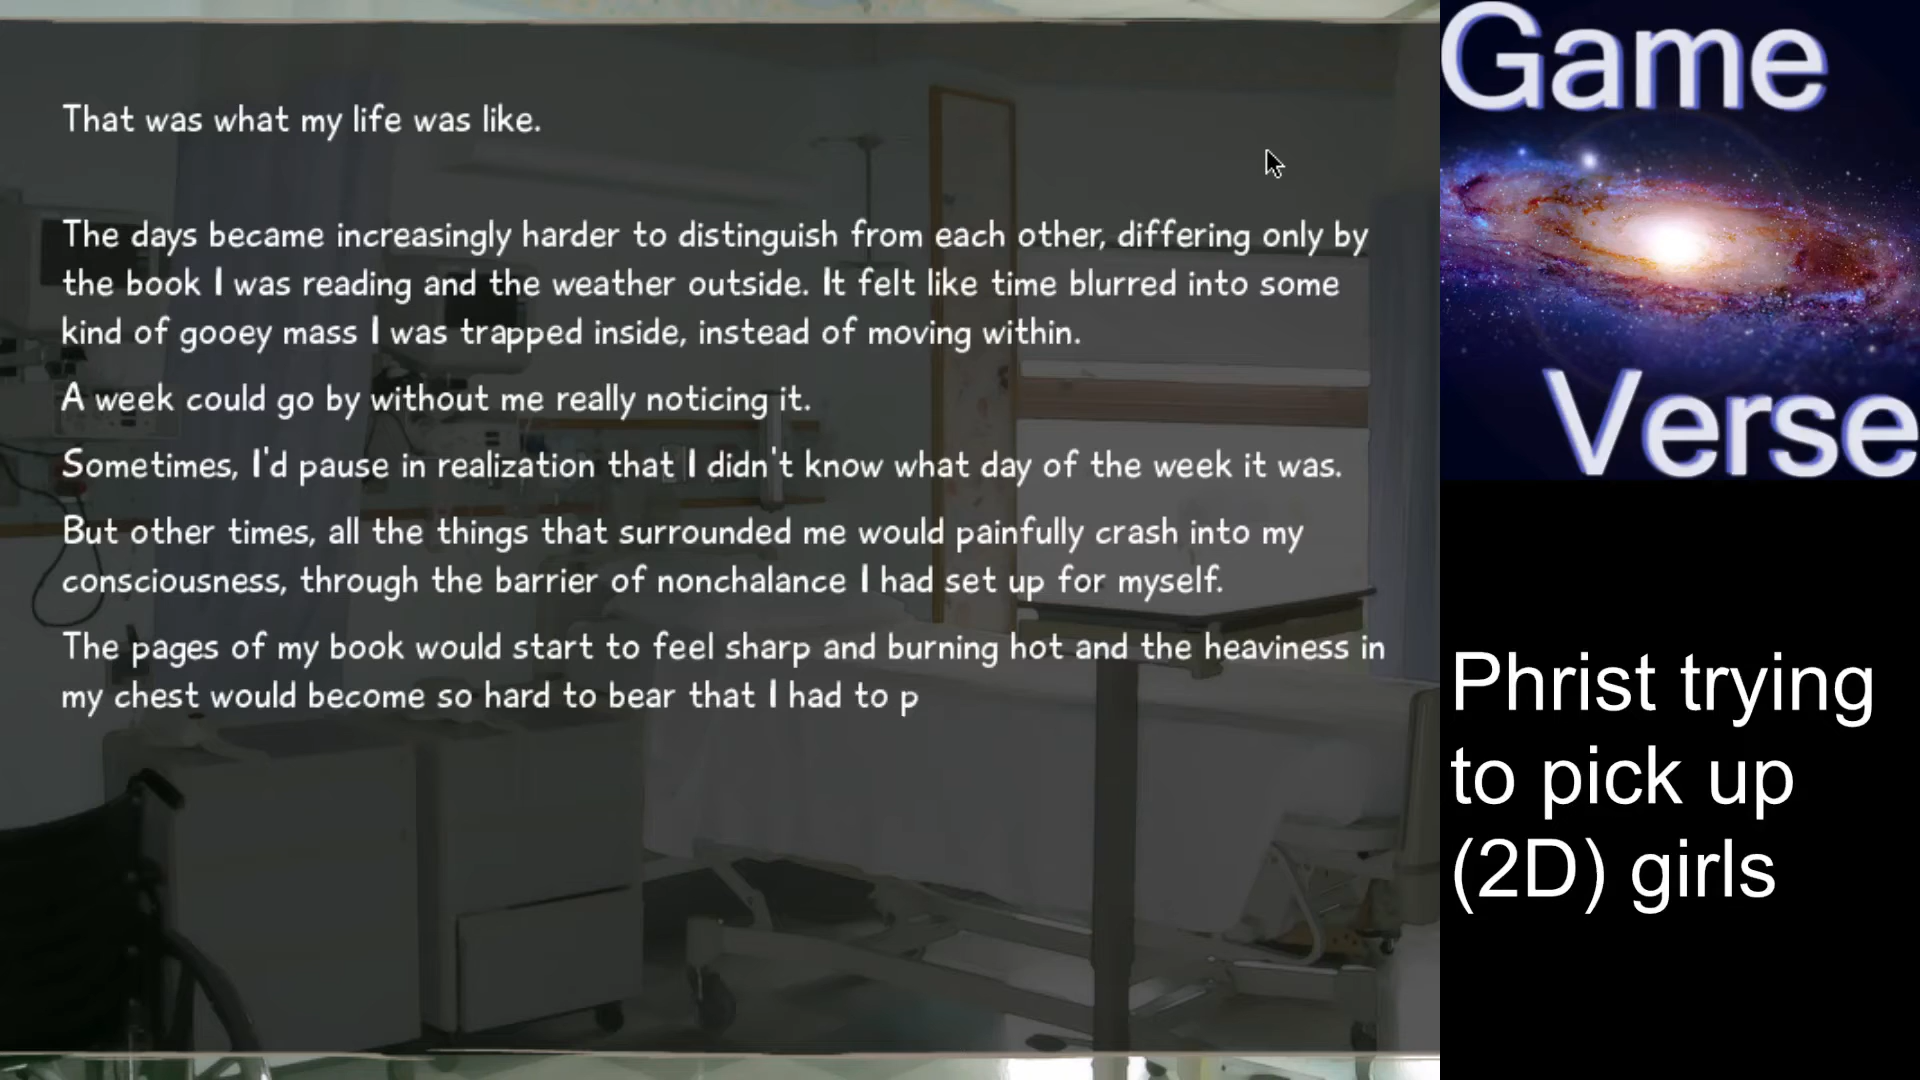 That was what my life was like.
The days became increasingly harder to distinguish from each other, differing only by
the book I was reading and the weather outside. It felt like time blurred into some
kind of gooey mass I was trapped inside, instead of moving within.
A week could go by without me really noticing it.
Sometimes, I'd pause in realization that I didn't know what day of the week it was.
But other times, all the things that surrounded me would painfully crash into my
consciousness, through the barrier of nonchalance I had set up for myself.
The pages of my book would start to feel sharp and burning hot and the heaviness in
my chest would become so hard to bear that I had to p
Game
Verse
Phrist trying
to pick up
(2D) girls